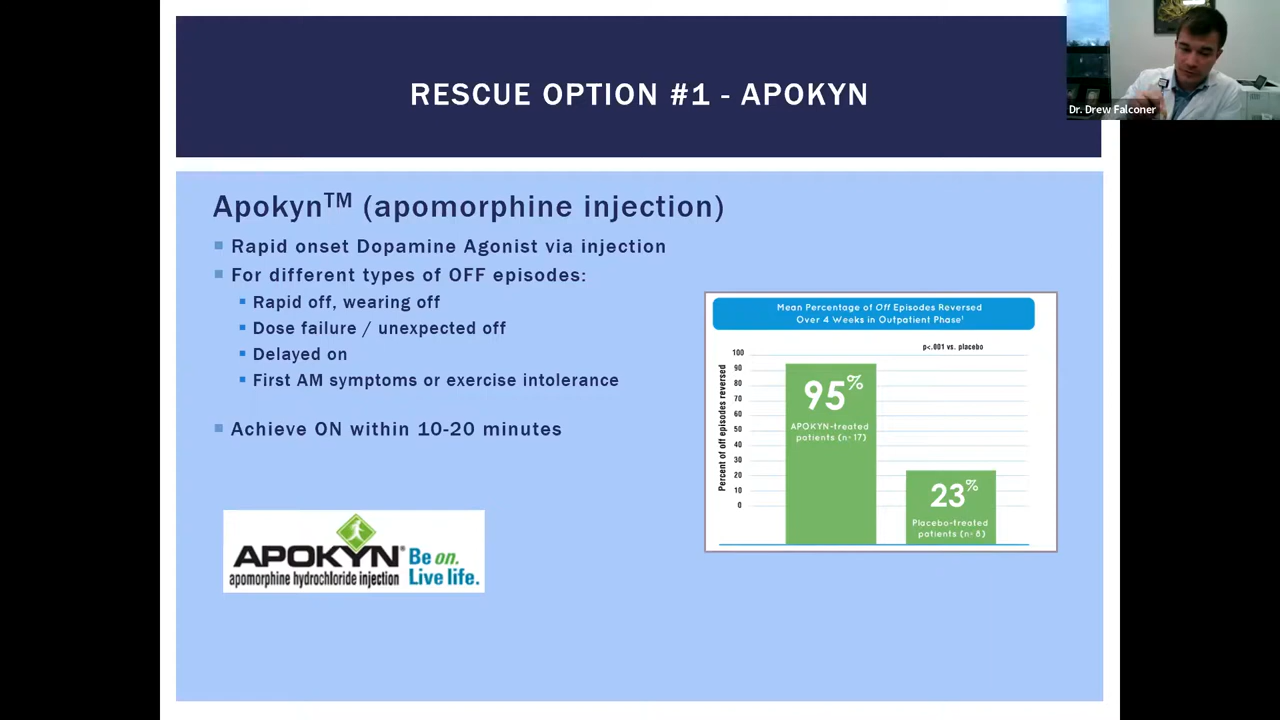 RESCUE OPTION #1 - APOKYN
Dr. Drew Falconer
Apokyn™ (apomorphine injection)
Rapid onset Dopamine Agonist via injection
For different types of OFF episodes:
Rapid off, wearing off
Dose failure / unexpected off
Delayed on
First AM symptoms or exercise intolerance
Achieve ON within 10-20 minutes
APOKYN®
apomorphine hydrochloride injection
Be on.
Live life.
Mean Percentage of Off Episodes Reversed
Over 4 Weeks in Outpatient Phase¹
p<.001 vs. placebo
Percent of off episodes reversed
100
90
80
70
60
50
40
30
20
10
0
95%
APOKYN-treated
patients (n=17)
23%
Placebo-treated
patients (n=8)